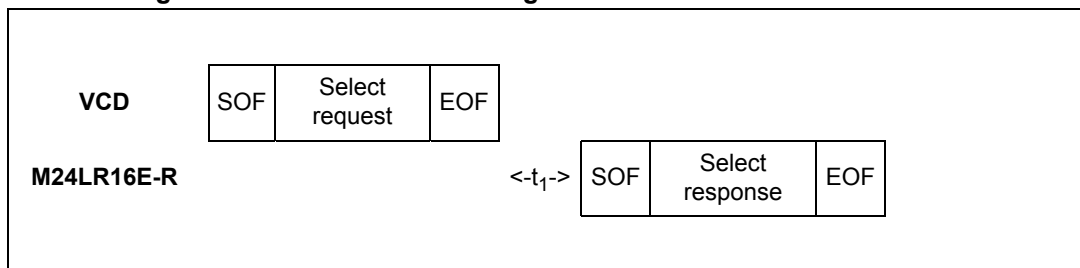 VCD SOF Select request EOF
M24LR16E-R <-t1-> SOF Select response EOF